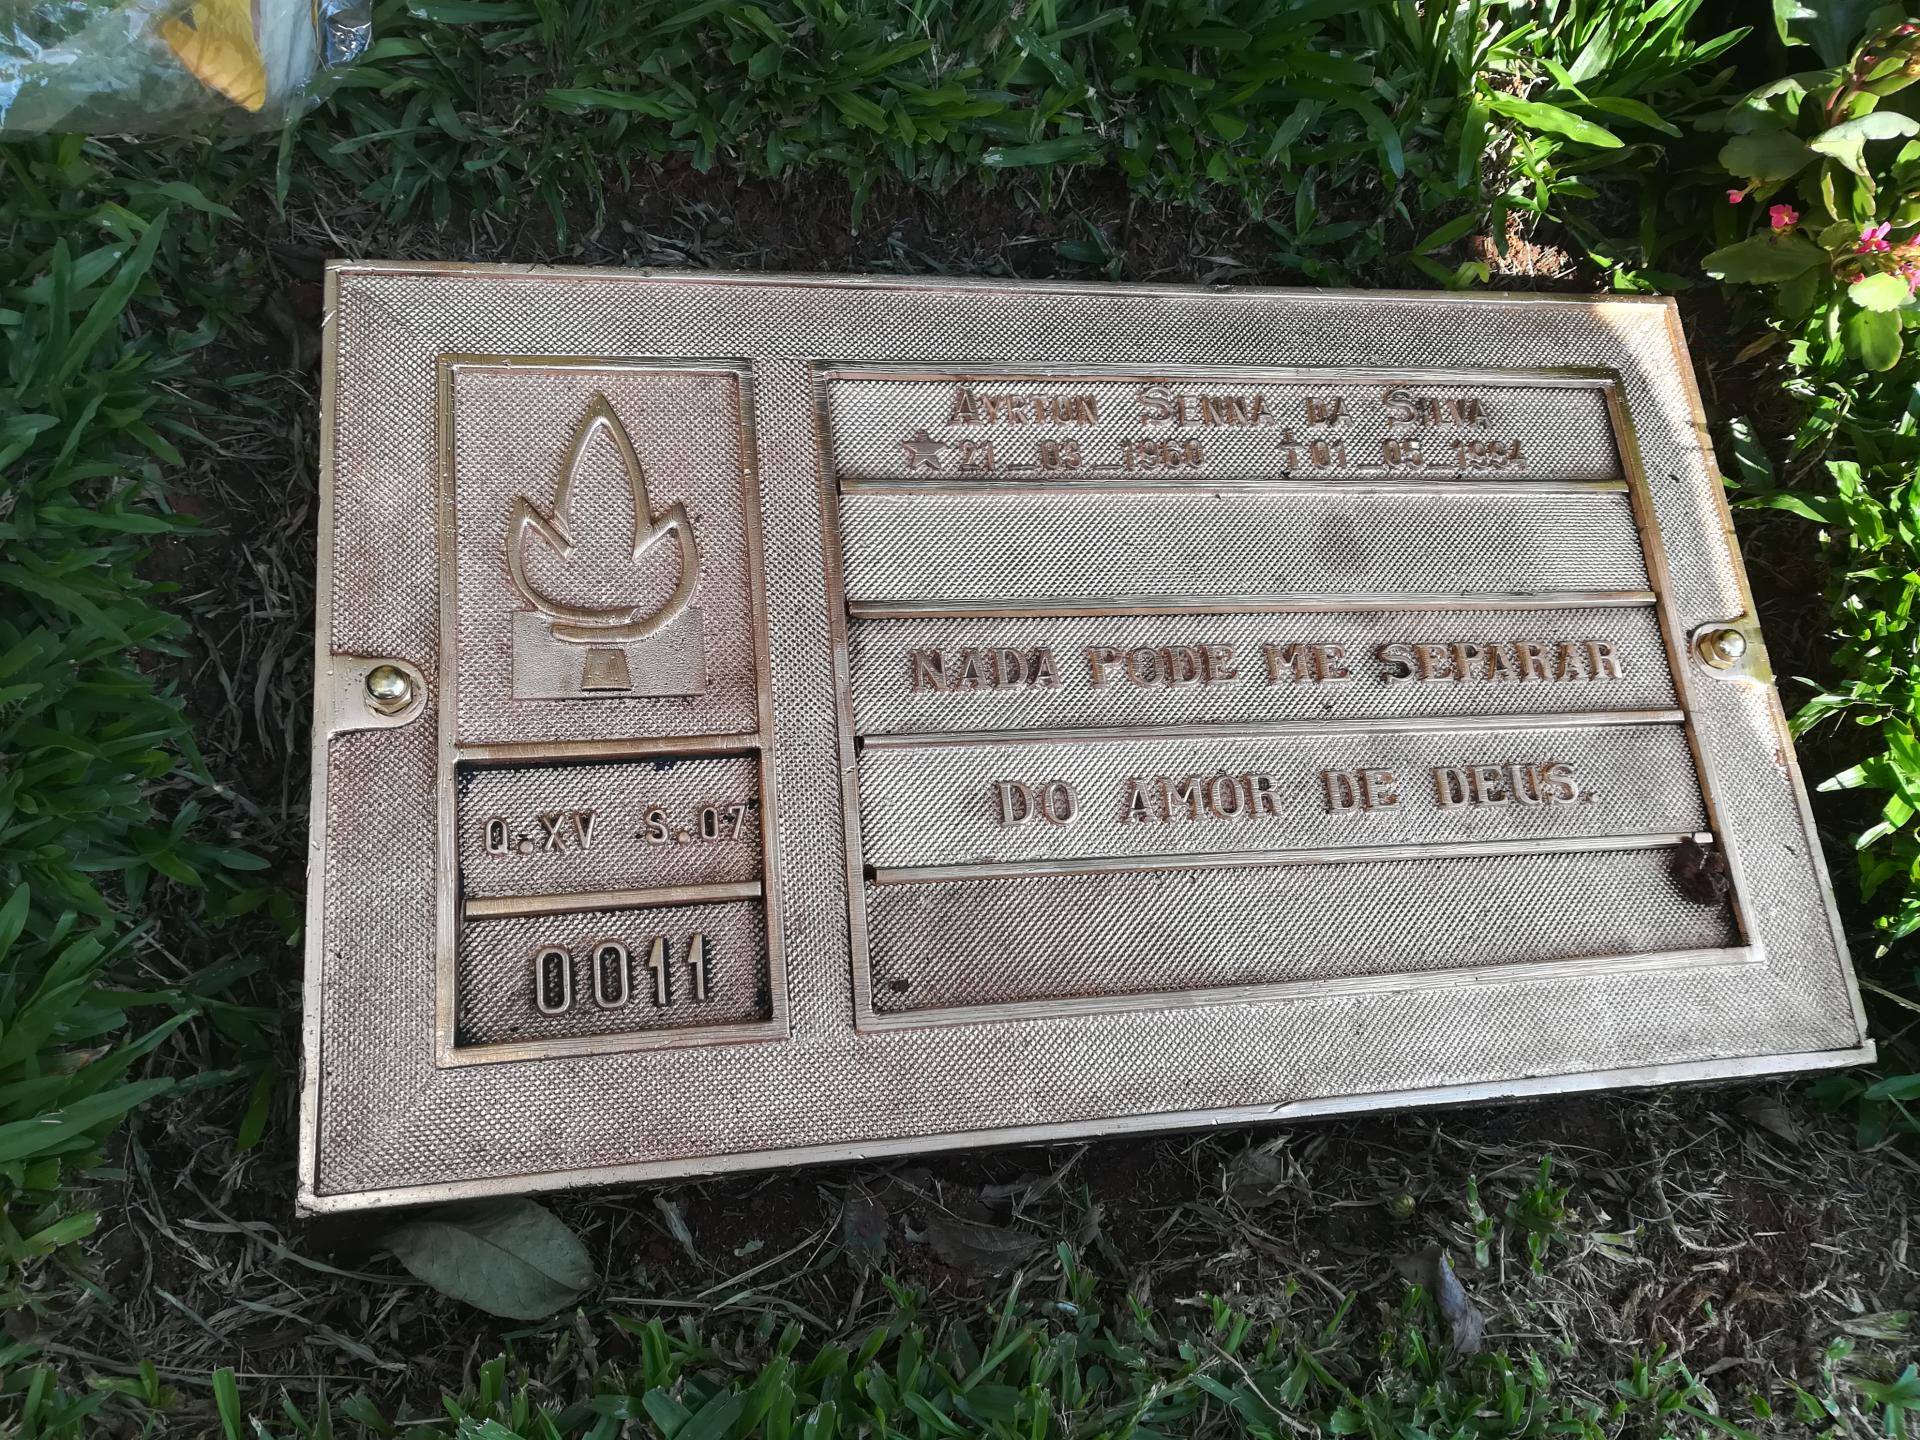 Ayrton Senna da Silva
★21_03_1960 †01_05_1994
NADA PODE ME SEPARAR
DO AMOR DE DEUS.
Q.XV S.07
0011